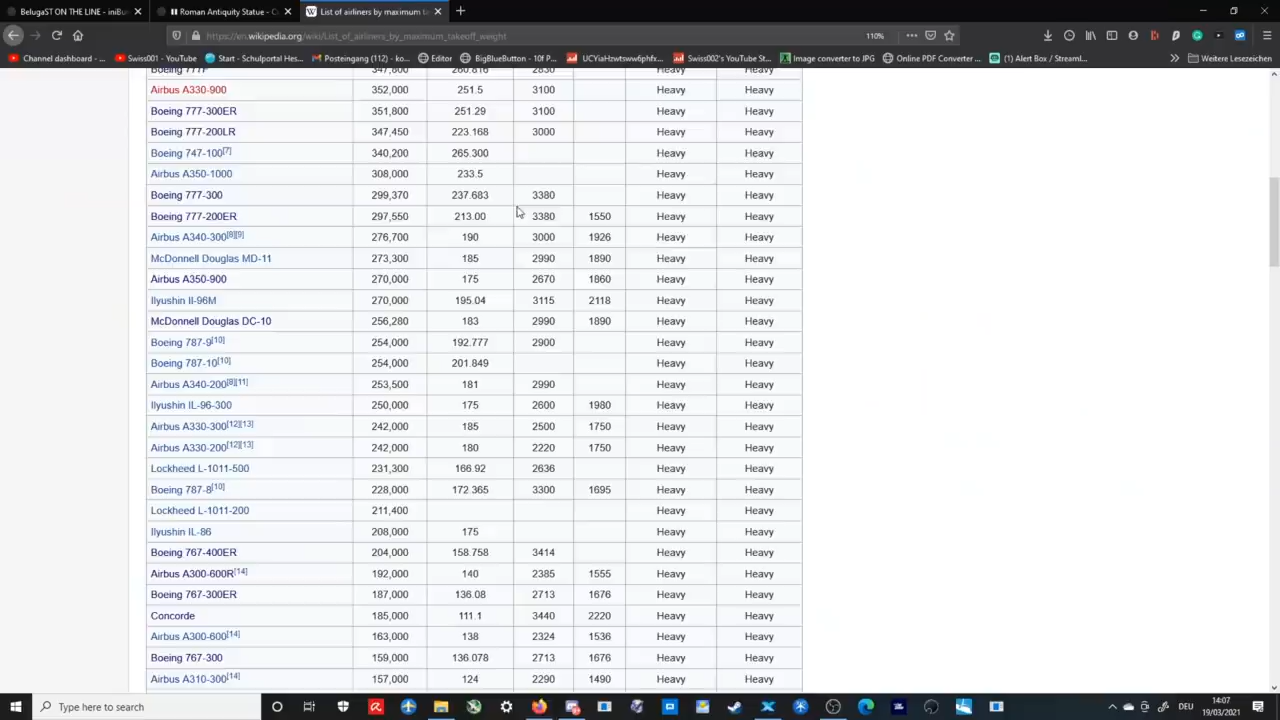 BelugaST ON THE LINE - iniBu
Roman Antiquity Statue - C
List of airliners by maximum t
https://en.wikipedia.org/wiki/List_of_airliners_by_maximum_takeoff_weight
110%
Channel dashboard - ... Swiss001 - YouTube Start - Schulportal Hes... Posteingang (12) - ko... Editor BigBlueButton - 10f P... UCYiaHzwtsww6phfx... Swiss002's YouTube St... Image converter to JPG Online PDF Converter ... (1) Alert Box / Streaml... Weitere Lesezeichen
Boeing 777F 347,800 260.816 2830 Heavy Heavy
Airbus A330-900 352,000 251.5 3100 Heavy Heavy
Boeing 777-300ER 351,800 251.29 3100 Heavy Heavy
Boeing 777-200LR 347,450 223.168 3000 Heavy Heavy
Boeing 747-100[7] 340,200 265.300 Heavy Heavy
Airbus A350-1000 308,000 233.5 Heavy Heavy
Boeing 777-300 299,370 237.683 3380 Heavy Heavy
Boeing 777-200ER 297,550 213.00 3380 1550 Heavy Heavy
Airbus A340-300[8][9] 276,700 190 3000 1926 Heavy Heavy
McDonnell Douglas MD-11 273,300 185 2990 1890 Heavy Heavy
Airbus A350-900 270,000 175 2670 1860 Heavy Heavy
Ilyushin Il-96M 270,000 195.04 3115 2118 Heavy Heavy
McDonnell Douglas DC-10 256,280 183 2990 1890 Heavy Heavy
Boeing 787-9[10] 254,000 192.777 2900 Heavy Heavy
Boeing 787-10[10] 254,000 201.849 Heavy Heavy
Airbus A340-200[8][11] 253,500 181 2990 Heavy Heavy
Ilyushin IL-96-300 250,000 175 2600 1980 Heavy Heavy
Airbus A330-300[12][13] 242,000 185 2500 1750 Heavy Heavy
Airbus A330-200[12][13] 242,000 180 2220 1750 Heavy Heavy
Lockheed L-1011-500 231,300 166.92 2636 Heavy Heavy
Boeing 787-8[10] 228,000 172.365 3300 1695 Heavy Heavy
Lockheed L-1011-200 211,400 Heavy Heavy
Ilyushin IL-86 208,000 175 Heavy Heavy
Boeing 767-400ER 204,000 158.758 3414 Heavy Heavy
Airbus A300-600R[14] 192,000 140 2385 1555 Heavy Heavy
Boeing 767-300ER 187,000 136.08 2713 1676 Heavy Heavy
Concorde 185,000 111.1 3440 2220 Heavy Heavy
Airbus A300-600[14] 163,000 138 2324 1536 Heavy Heavy
Boeing 767-300 159,000 136.078 2713 1676 Heavy Heavy
Airbus A310-300[14] 157,000 124 2290 1490 Heavy Heavy
Type here to search
DEU
14:07
19/03/2021